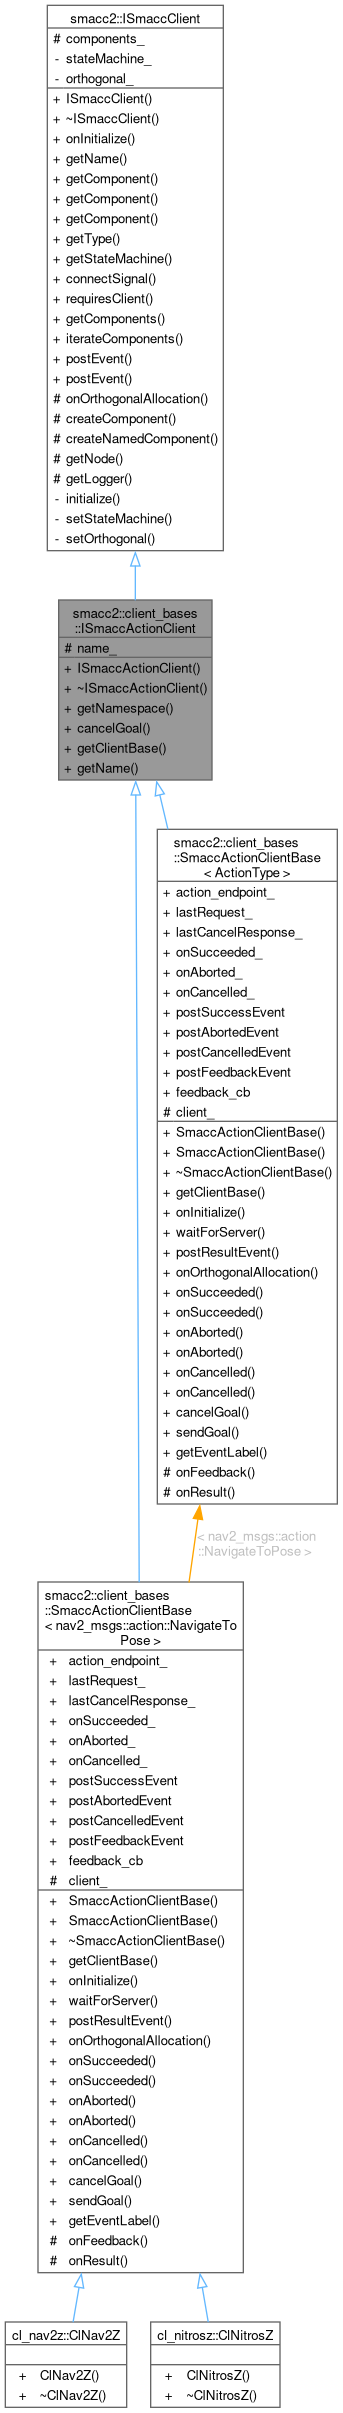 smacc2::ISmaccClient
# components_
- stateMachine_
- orthogonal_
+ ISmaccClient()
+ ~ISmaccClient()
+ onInitialize()
+ getName()
+ getComponent()
+ getComponent()
+ getComponent()
+ getType()
+ getStateMachine()
+ connectSignal()
+ requiresClient()
+ getComponents()
+ iterateComponents()
+ postEvent()
+ postEvent()
# onOrthogonalAllocation()
# createComponent()
# createNamedComponent()
# getNode()
# getLogger()
- initialize()
- setStateMachine()
- setOrthogonal()
smacc2::client_bases
::ISmaccActionClient
# name_
+ ISmaccActionClient()
+ ~ISmaccActionClient()
+ getNamespace()
+ cancelGoal()
+ getClientBase()
+ getName()
smacc2::client_bases
::SmaccActionClientBase
< ActionType >
+ action_endpoint_
+ lastRequest_
+ lastCancelResponse_
+ onSucceeded_
+ onAborted_
+ onCancelled_
+ postSuccessEvent
+ postAbortedEvent
+ postCancelledEvent
+ postFeedbackEvent
+ feedback_cb
# client_
+ SmaccActionClientBase()
+ SmaccActionClientBase()
+ ~SmaccActionClientBase()
+ getClientBase()
+ onInitialize()
+ waitForServer()
+ postResultEvent()
+ onOrthogonalAllocation()
+ onSucceeded()
+ onSucceeded()
+ onAborted()
+ onAborted()
+ onCancelled()
+ onCancelled()
+ cancelGoal()
+ sendGoal()
+ getEventLabel()
# onFeedback()
# onResult()
< nav2_msgs::action
::NavigateToPose >
smacc2::client_bases
::SmaccActionClientBase
< nav2_msgs::action::NavigateTo
Pose >
+ action_endpoint_
+ lastRequest_
+ lastCancelResponse_
+ onSucceeded_
+ onAborted_
+ onCancelled_
+ postSuccessEvent
+ postAbortedEvent
+ postCancelledEvent
+ postFeedbackEvent
+ feedback_cb
# client_
+ SmaccActionClientBase()
+ SmaccActionClientBase()
+ ~SmaccActionClientBase()
+ getClientBase()
+ onInitialize()
+ waitForServer()
+ postResultEvent()
+ onOrthogonalAllocation()
+ onSucceeded()
+ onSucceeded()
+ onAborted()
+ onAborted()
+ onCancelled()
+ onCancelled()
+ cancelGoal()
+ sendGoal()
+ getEventLabel()
# onFeedback()
# onResult()
cl_nav2z::ClNav2Z
+ ClNav2Z()
+ ~ClNav2Z()
cl_nitrosz::ClNitrosZ
+ ClNitrosZ()
+ ~ClNitrosZ()